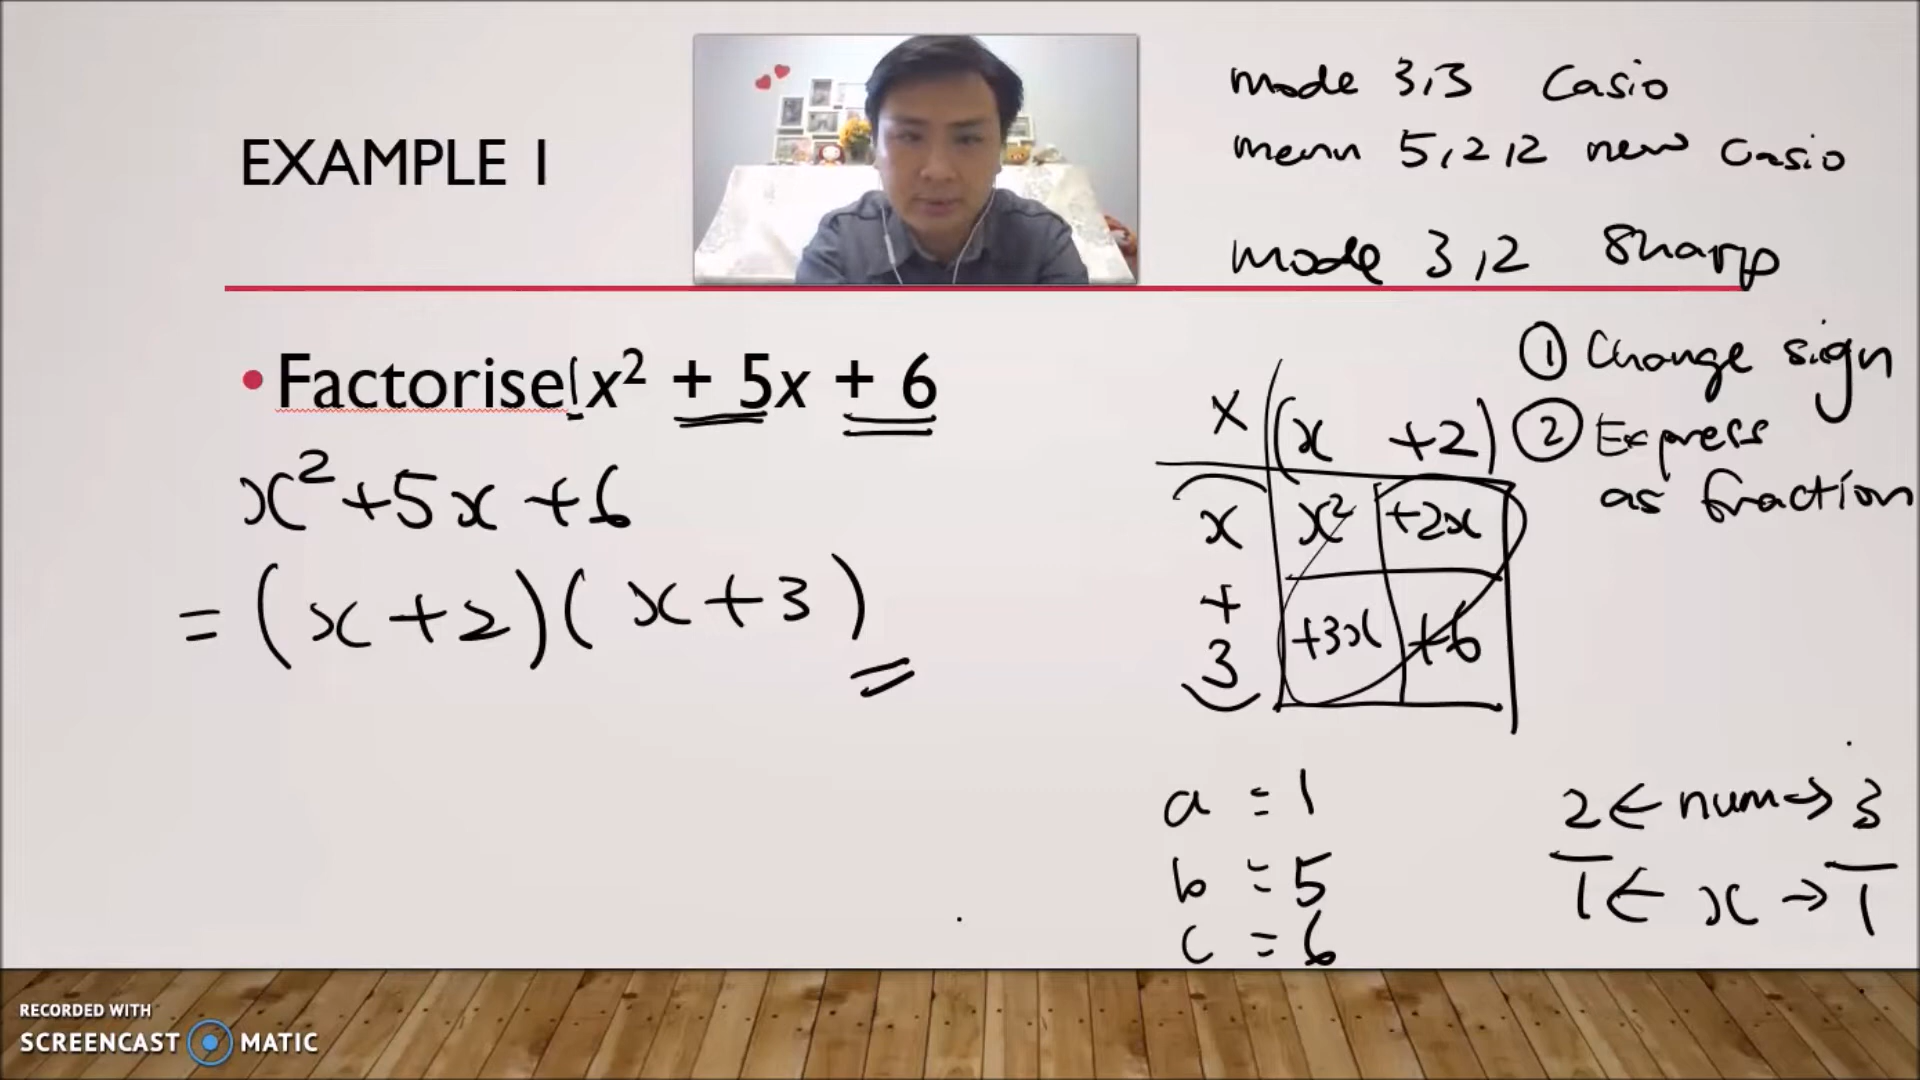 mode 3,3 Casio
menu 5,2,2 new Casio
mode 3,2 Sharp
EXAMPLE 1
• Factorise 1x² + 5x + 6
x² + 5x + 6
= (x + 2)(x + 3)
① Change sign
② Express
as fraction
× (x +2)
x x² +2x
+
3 +3x +6
a = 1
b = 5
c = 6
2 ← num → 3
1 ← x → 1
RECORDED WITH
SCREENCAST MATIC